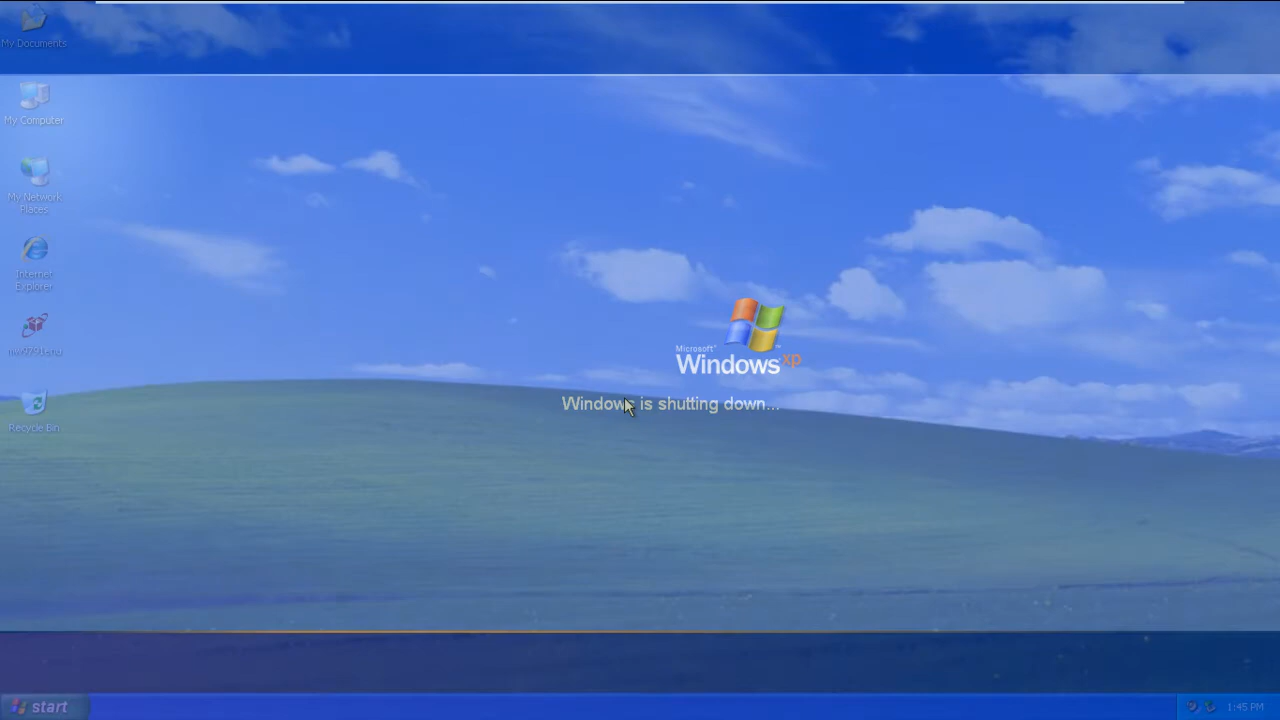 My Documents
My Computer
My Network
Places
Internet
Explorer
Recycle Bin
Microsoft
Windows xp
Windows is shutting down...
start
1:45 PM